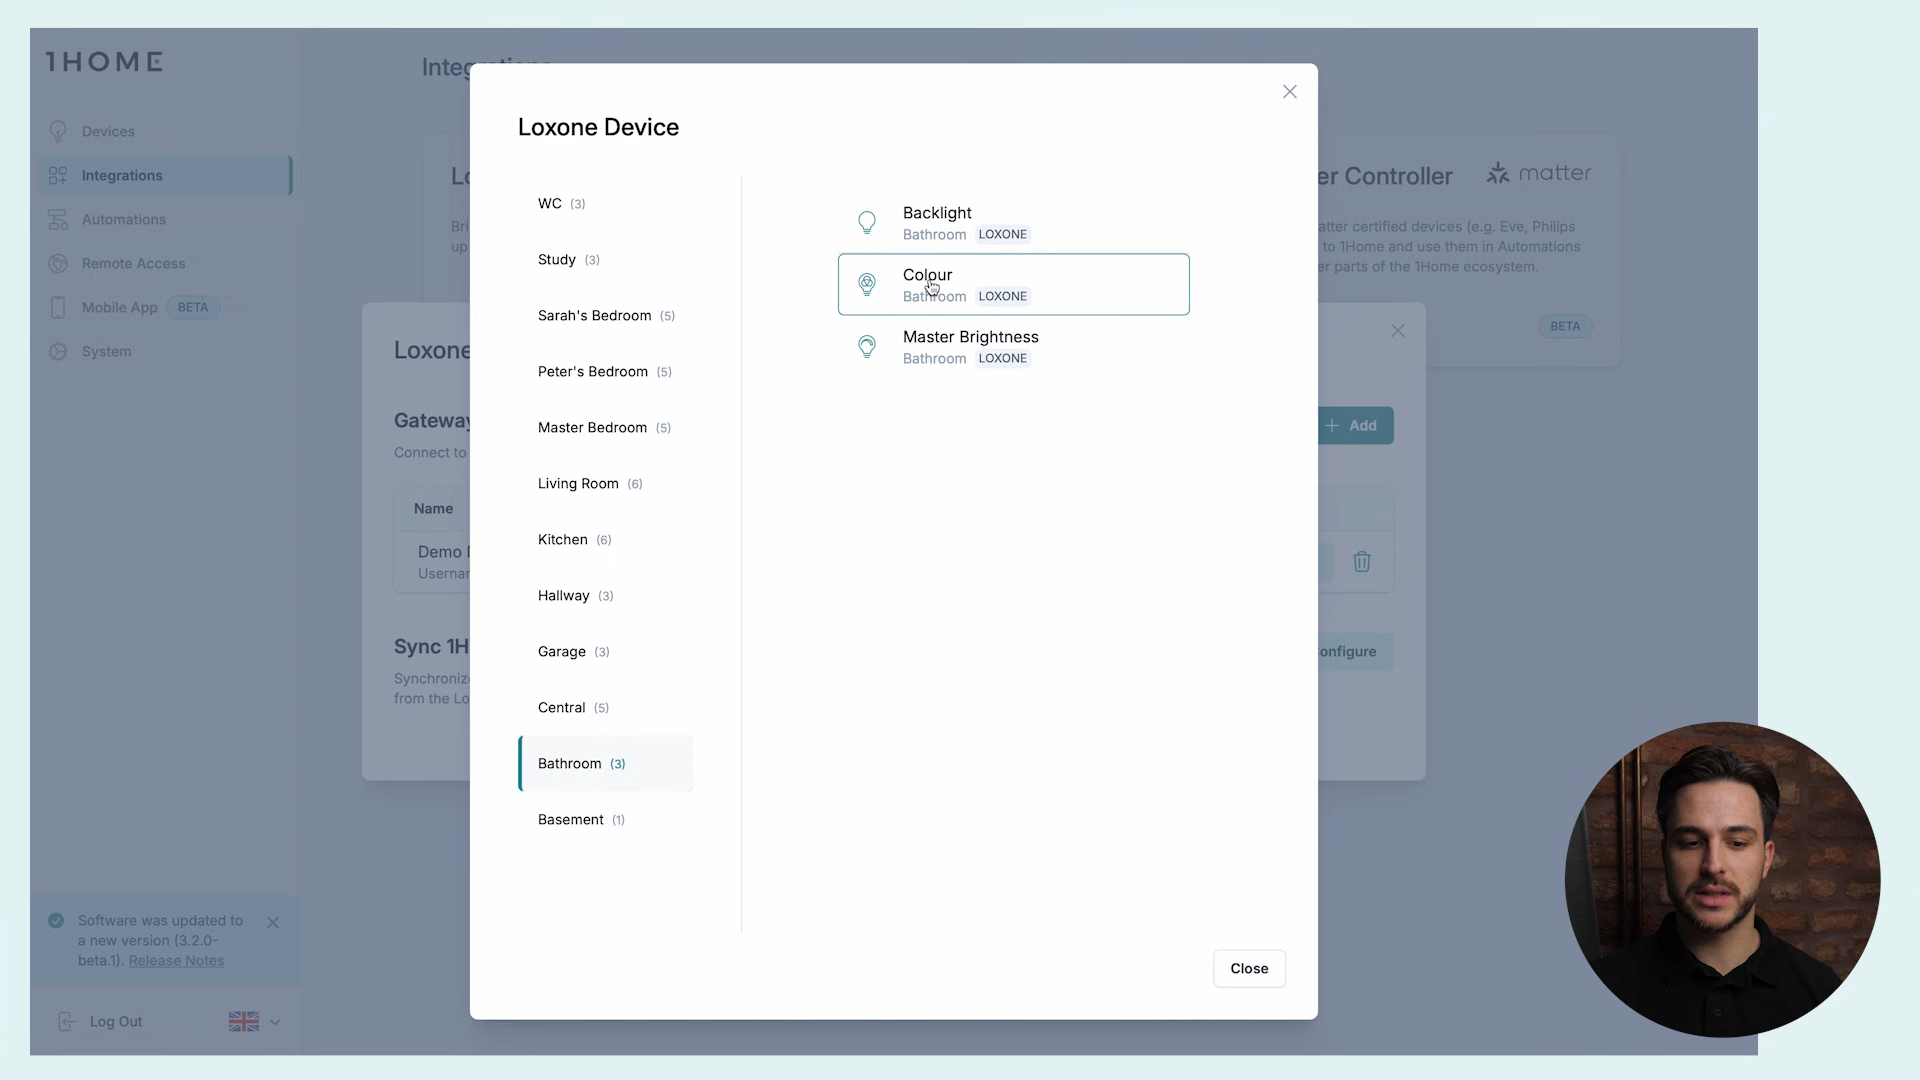 1HOME
Devices
Integrations
Automations
Remote Access
Mobile App BETA
System
Software was updated to
a new version (3.2.0-
beta.1). Release Notes
Log Out
Loxone Device
WC (3)
Study (3)
Sarah's Bedroom (5)
Peter's Bedroom (5)
Master Bedroom (5)
Living Room (6)
Kitchen (6)
Hallway (3)
Garage (3)
Central (5)
Bathroom (3)
Basement (1)
Backlight
Bathroom LOXONE
Colour
Bathroom LOXONE
Master Brightness
Bathroom LOXONE
Close
Loxone
Gateway
Connect to
Name
Demo
Sync 1H
from the Lo
Add
er Controller matter
atter certified devices (e.g. Eve, Philips
to 1Home and use them in Automations
er parts of the 1Home ecosystem.
BETA
onfigure